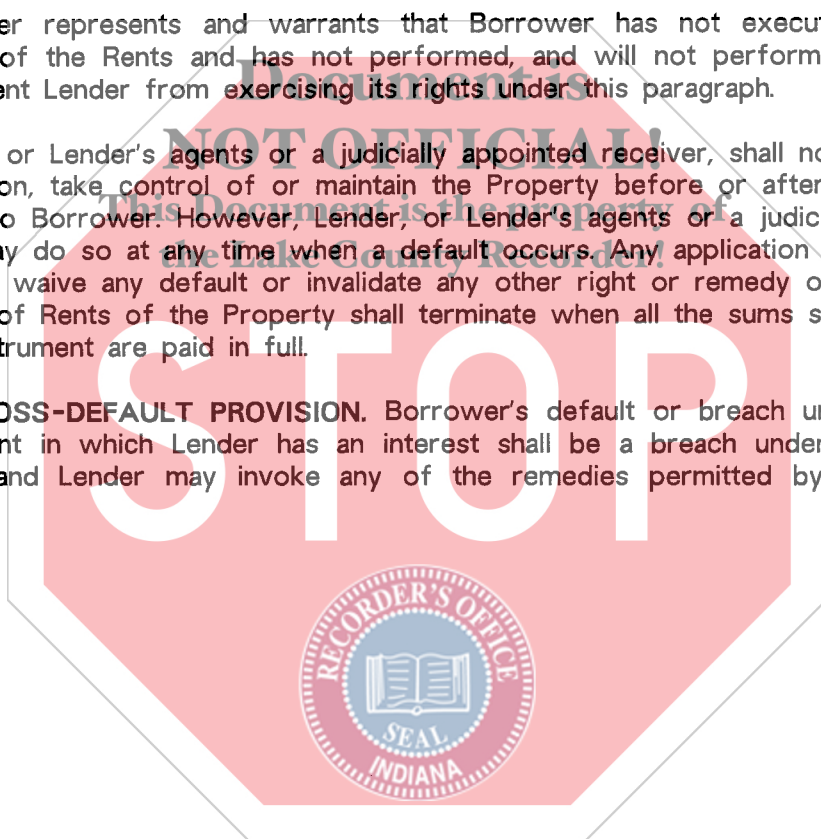 er represents and warrants that Borrower has not execu
of the Rents and has not performed, and will not perform
ent Lender from exercising its rights under this paragraph.
or Lender's agents or a judicially appointed receiver, shall no
on, take control of or maintain the Property before or after
o Borrower. However, Lender, or Lender's agents or a judic
y do so at any time when a default occurs. Any application
waive any default or invalidate any other right or remedy o
of Rents of the Property shall terminate when all the sums s
trument are paid in full.
OSS-DEFAULT PROVISION. Borrower's default or breach u
nt in which Lender has an interest shall be a breach under
and Lender may invoke any of the remedies permitted by
Document is
NOT OFFICIAL!
This Document is the property of
the Lake County Recorder!
STOP
RECORDER'S OFFICE
SEAL
INDIANA